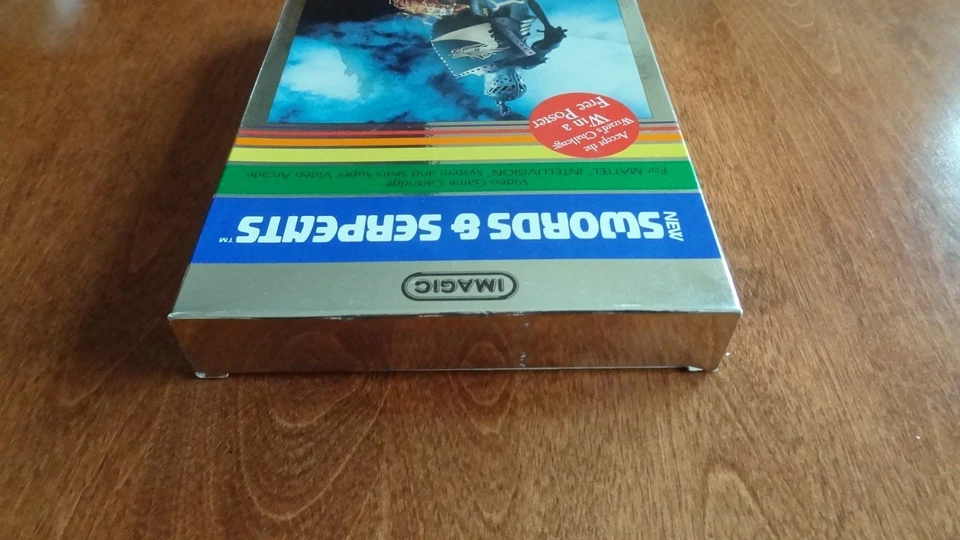 IMAGIC
NEW
SWORDS & SERPENTS™
Video Game Cartridge
For MATTEL® INTELLIVISION® System and Sears Super Video Arcade
Accept the
Wizard's Challenge
Win a
Free Poster